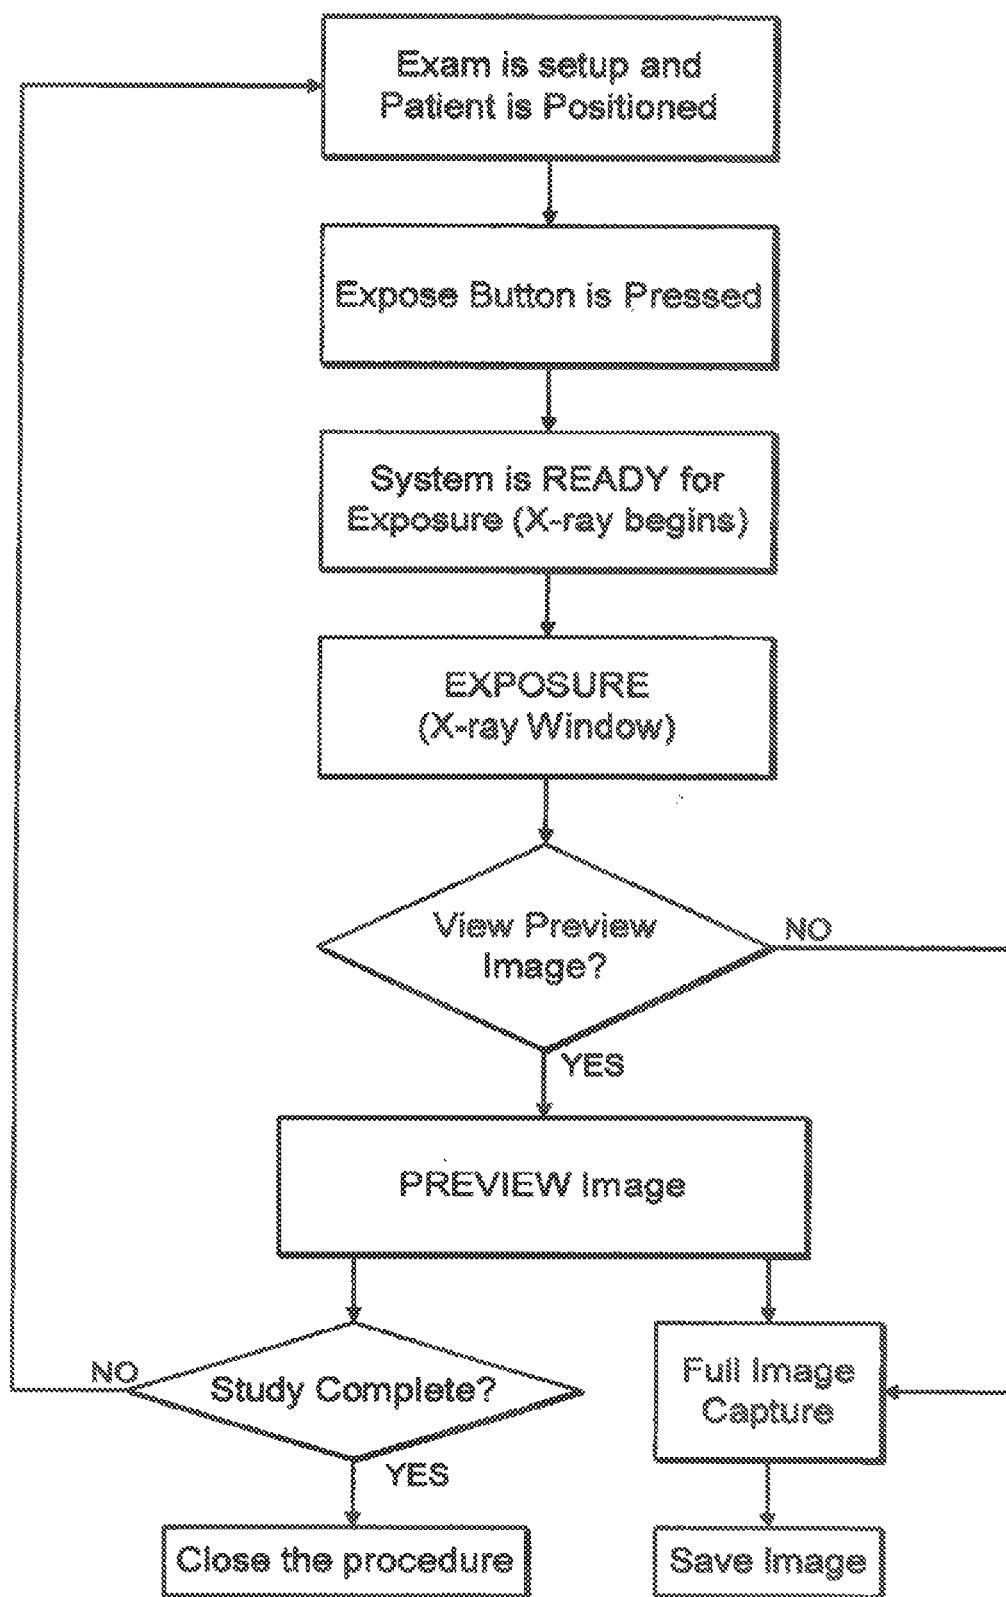 Exam is setup and
Patient is Positioned
Expose Button is Pressed
System is READY for
Exposure (X-ray begins)
EXPOSURE
(X-ray Window)
View Preview
Image?
NO
YES
PREVIEW Image
NO
Study Complete?
YES
Full Image
Capture
Close the procedure
Save Image